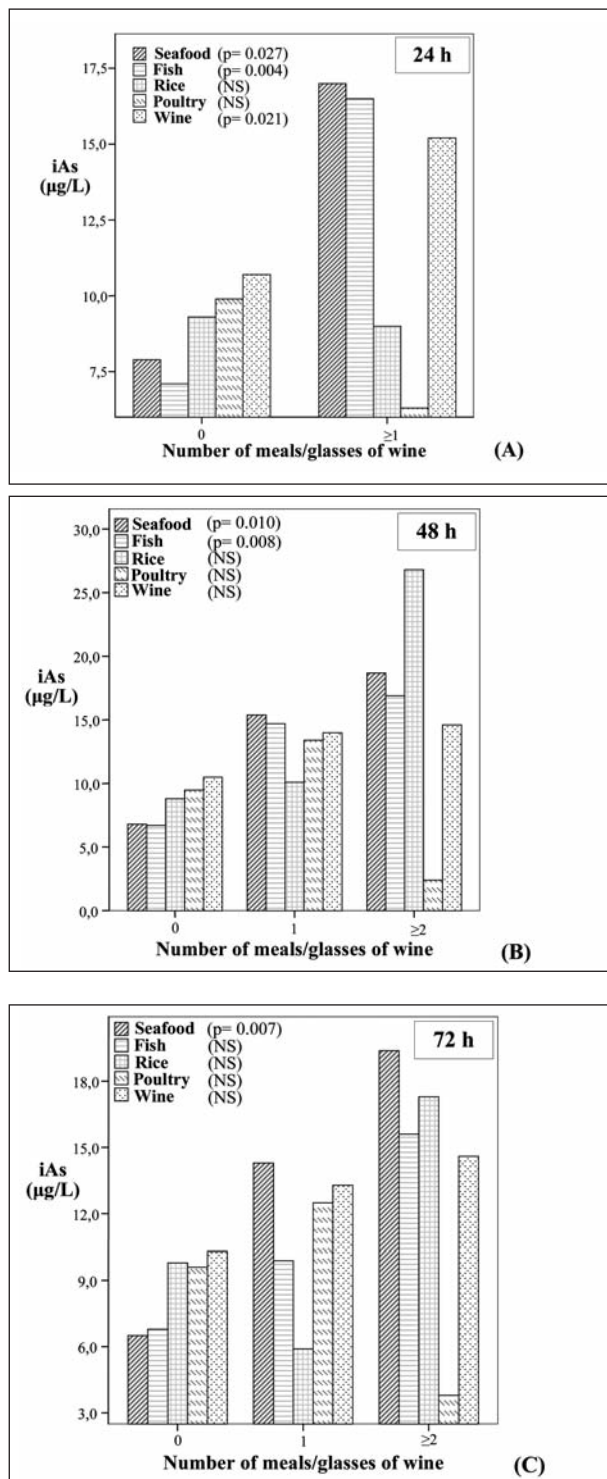 Seafood (p= 0.027)
Fish (p= 0.004)
Rice (NS)
Poultry (NS)
Wine (p= 0.021)
24 h
17,5
15,0
12,5
10,0
7,5
iAs
(µg/L)
0
≥1
Number of meals/glasses of wine
(A)
Seafood (p= 0.010)
Fish (p= 0.008)
Rice (NS)
Poultry (NS)
Wine (NS)
48 h
30,0
25,0
20,0
15,0
10,0
5,0
0,0
iAs
(µg/L)
0
1
≥2
Number of meals/glasses of wine
(B)
Seafood (p= 0.007)
Fish (NS)
Rice (NS)
Poultry (NS)
Wine (NS)
72 h
18,0
15,0
12,0
9,0
6,0
3,0
iAs
(µg/L)
0
1
≥2
Number of meals/glasses of wine
(C)